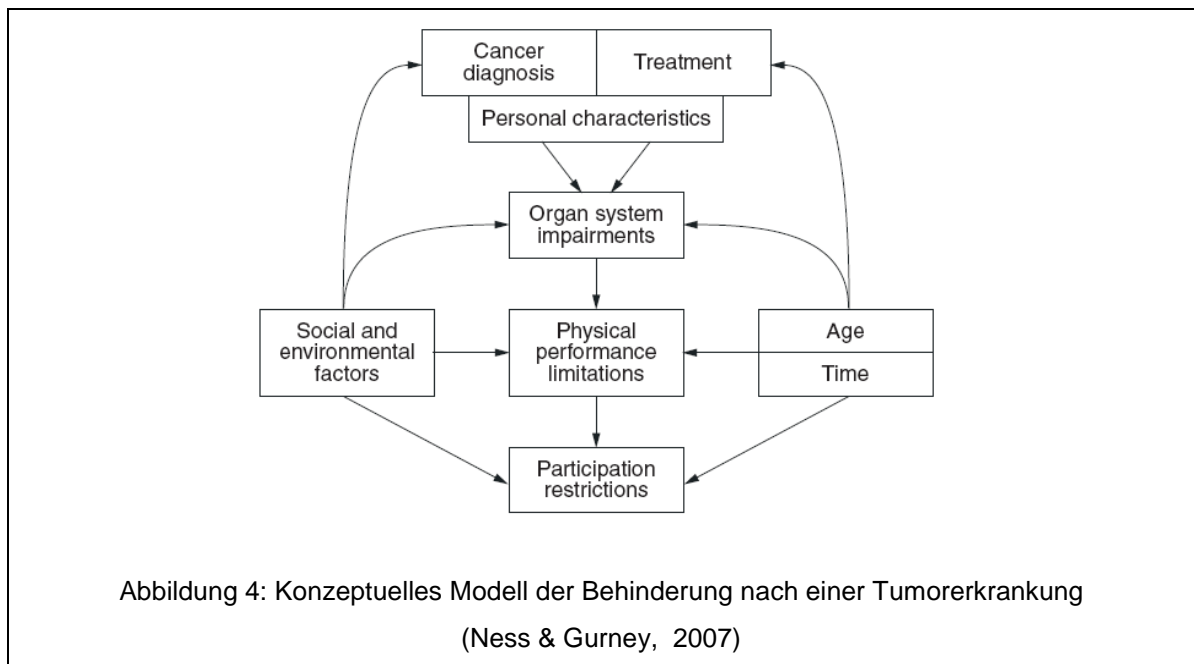 Cancer
diagnosis
Treatment
Personal characteristics
Organ system
impairments
Social and
environmental
factors
Physical
performance
limitations
Age
Time
Participation
restrictions
Abbildung 4: Konzeptuelles Modell der Behinderung nach einer Tumorerkrankung
(Ness & Gurney, 2007)